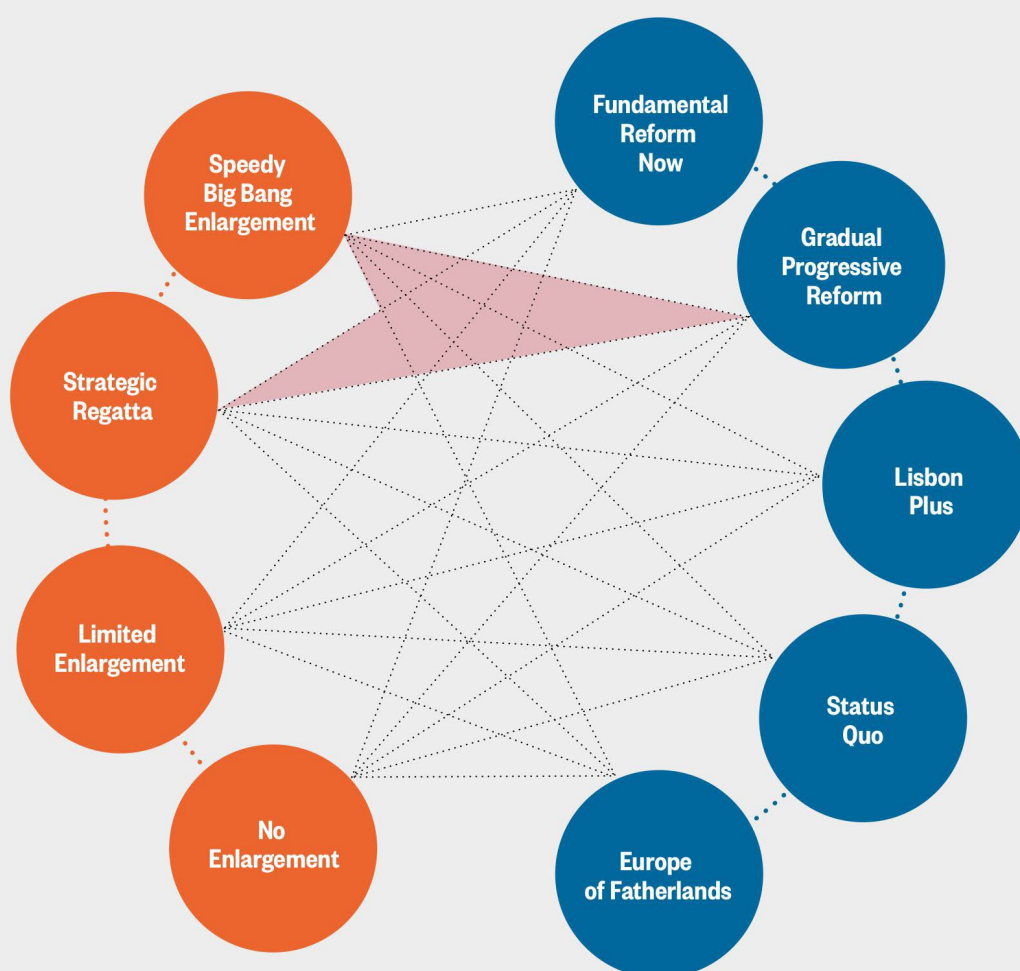 Speedy
Big Bang
Enlargement
Strategic
Regatta
Limited
Enlargement
No
Enlargement
Fundamental
Reform
Now
Gradual
Progressive
Reform
Lisbon
Plus
Status
Quo
Europe
of Fatherlands